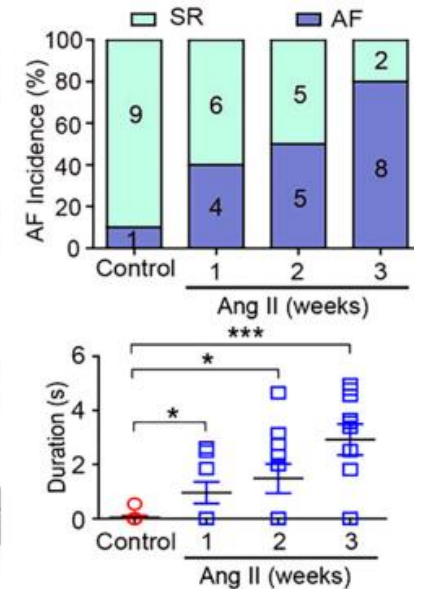 SR AF
AF Incidence (%)
100
80
60
40
20
0
9 6 5 2
1 4 5 8
Control 1 2 3
Ang II (weeks)
***
*
*
Duration (s)
6
4
2
0
Control 1 2 3
Ang II (weeks)